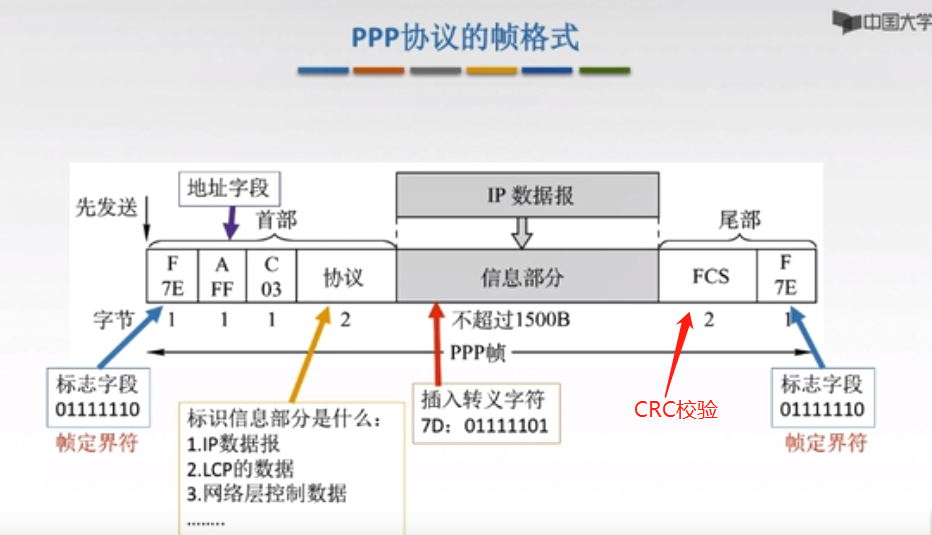 中国大学
PPP协议的帧格式
地址字段
IP 数据报
先发送
首部
尾部
F
7E
A
FF
C
03
协议
信息部分
FCS
F
7E
字节
1
1
1
2
不超过1500B
2
1
PPP帧
标志字段
01111110
帧定界符
标识信息部分是什么:
1.IP数据报
2.LCP的数据
3.网络层控制数据
........
插入转义字符
7D: 01111101
CRC校验
标志字段
01111110
帧定界符